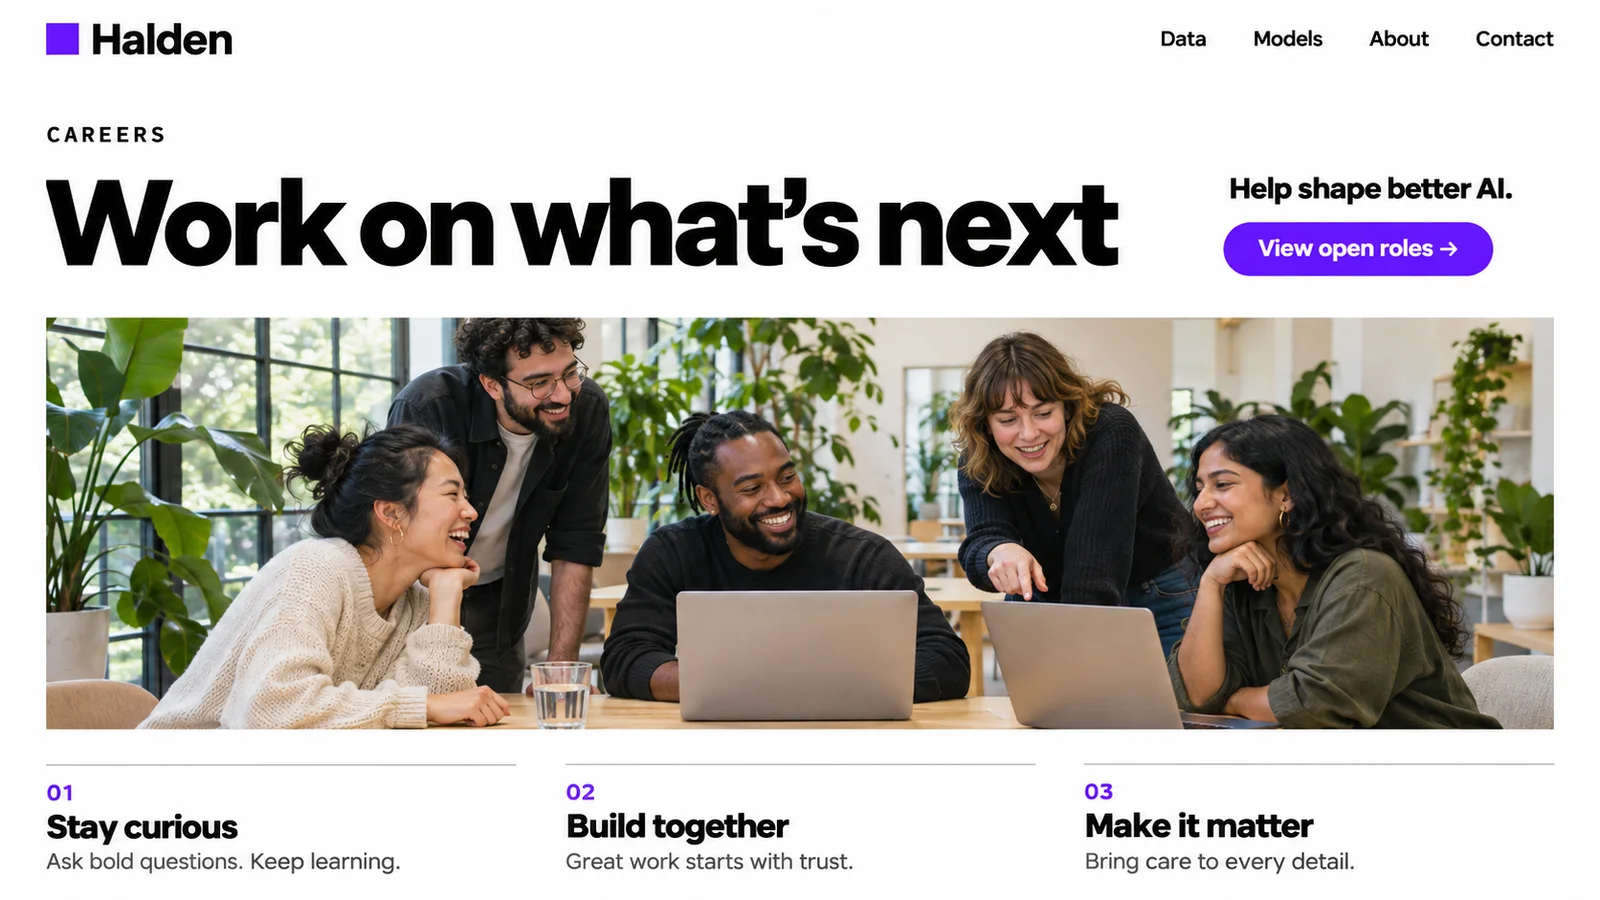 Halden
Data
Models
About
Contact
CAREERS
Work on what’s next
Help shape better AI.
View open roles →
01
Stay curious
Ask bold questions. Keep learning.
02
Build together
Great work starts with trust.
03
Make it matter
Bring care to every detail.